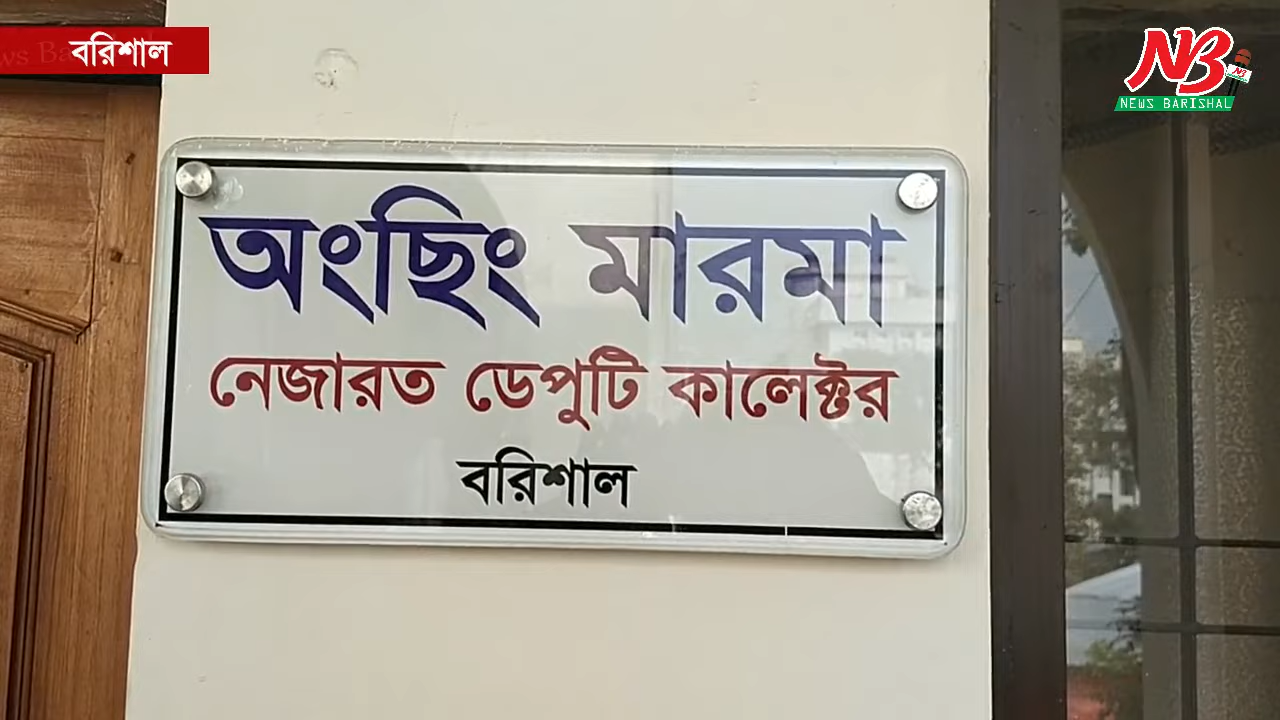 বরিশাল
NB
NEWS BARISHAL
অংছিং মারমা
নেজারত ডেপুটি কালেক্টর
বরিশাল